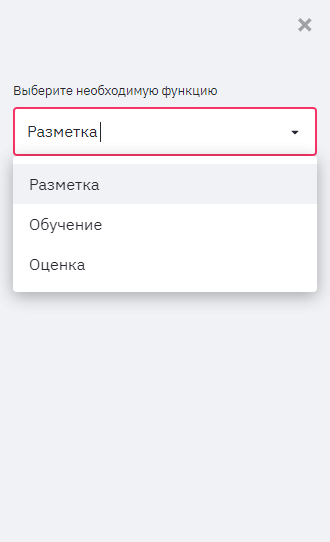 Выберите необходимую функцию
Разметка
Разметка
Обучение
Оценка